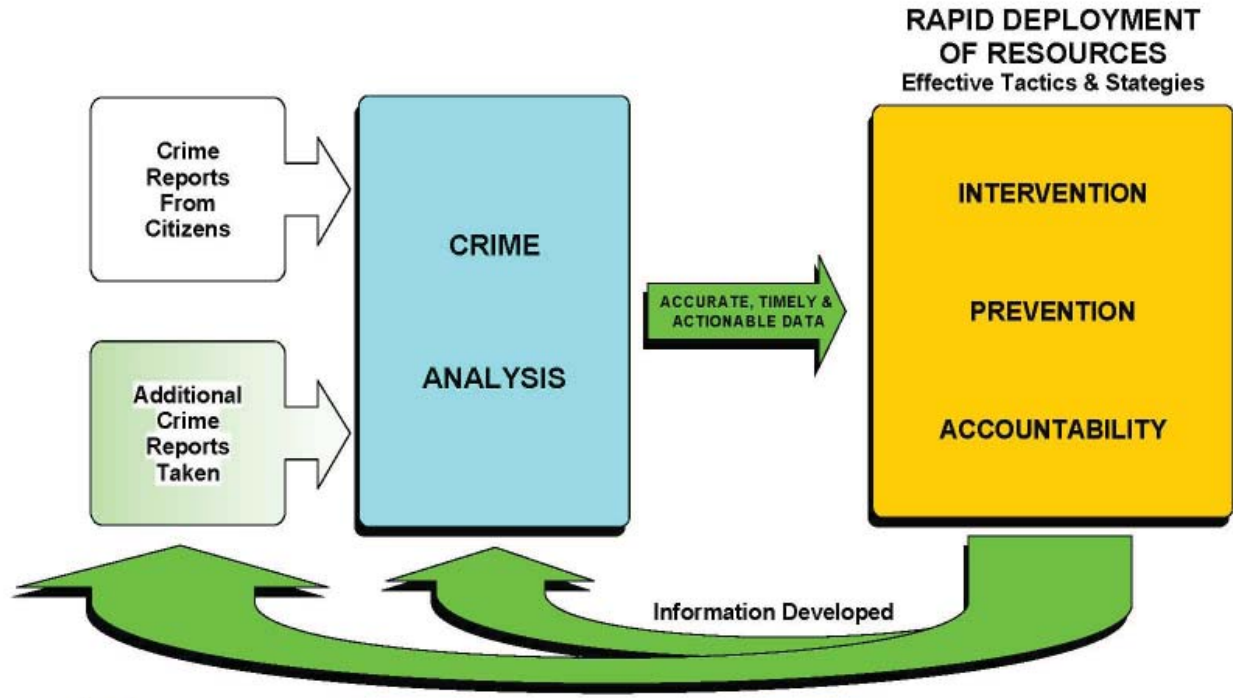 RAPID DEPLOYMENT
OF RESOURCES
Effective Tactics & Stategies
Crime
Reports
From
Citizens
Additional
Crime
Reports
Taken
CRIME
ANALYSIS
ACCURATE, TIMELY &
ACTIONABLE DATA
INTERVENTION
PREVENTION
ACCOUNTABILITY
Information Developed